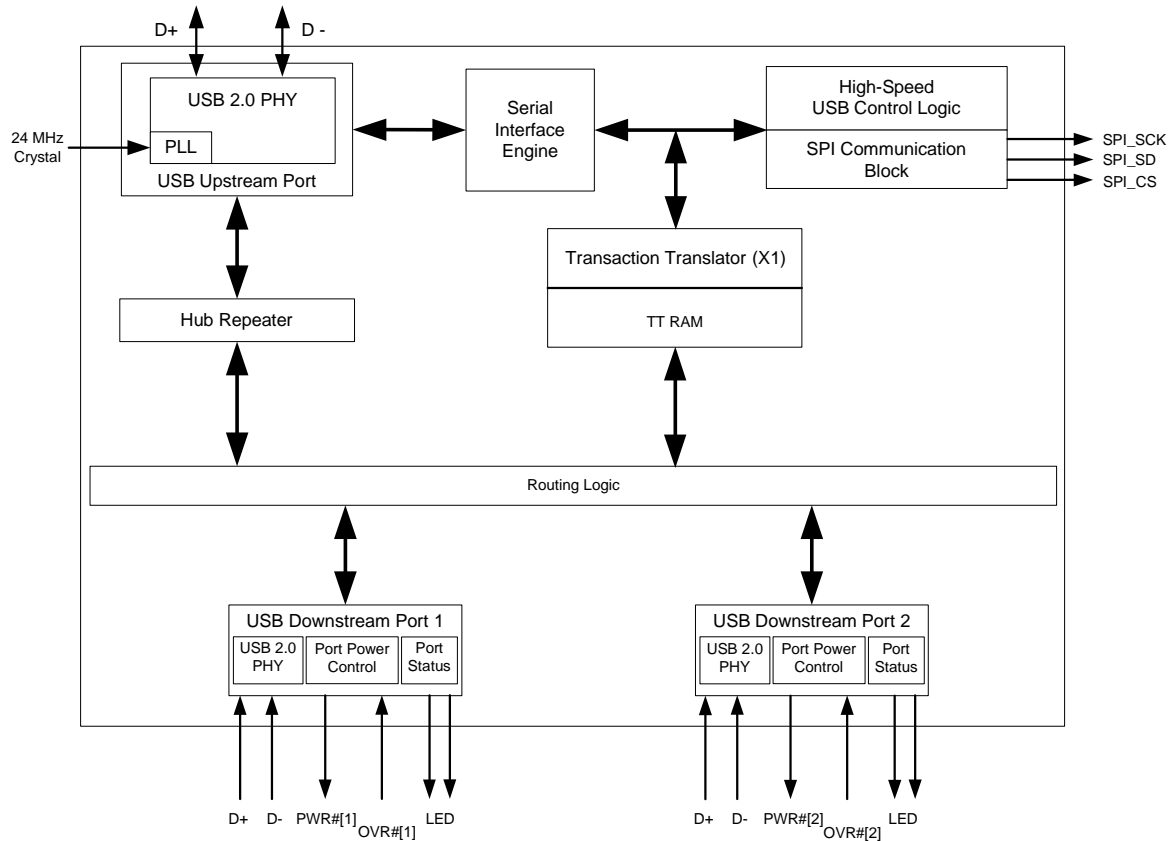 D+
D -
USB 2.0 PHY
PLL
USB Upstream Port
24 MHz
Crystal
Serial
Interface
Engine
High-Speed
USB Control Logic
SPI Communication
Block
SPI_SCK
SPI_SD
SPI_CS
Transaction Translator (X1)
TT RAM
Hub Repeater
Routing Logic
USB Downstream Port 1
USB 2.0
PHY
Port Power
Control
Port
Status
USB Downstream Port 2
USB 2.0
PHY
Port Power
Control
Port
Status
D+
D-
PWR#[1]
OVR#[1]
LED
D+
D-
PWR#[2]
OVR#[2]
LED